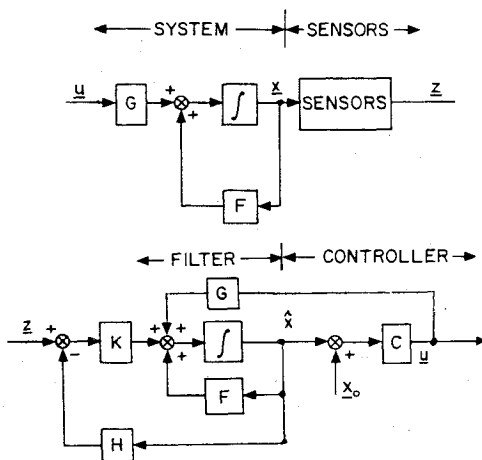 SYSTEM SENSORS
u G + + ∫ x SENSORS z
F
FILTER CONTROLLER
G
z + - K + + + ∫ x̂ + C u
F x₀
H